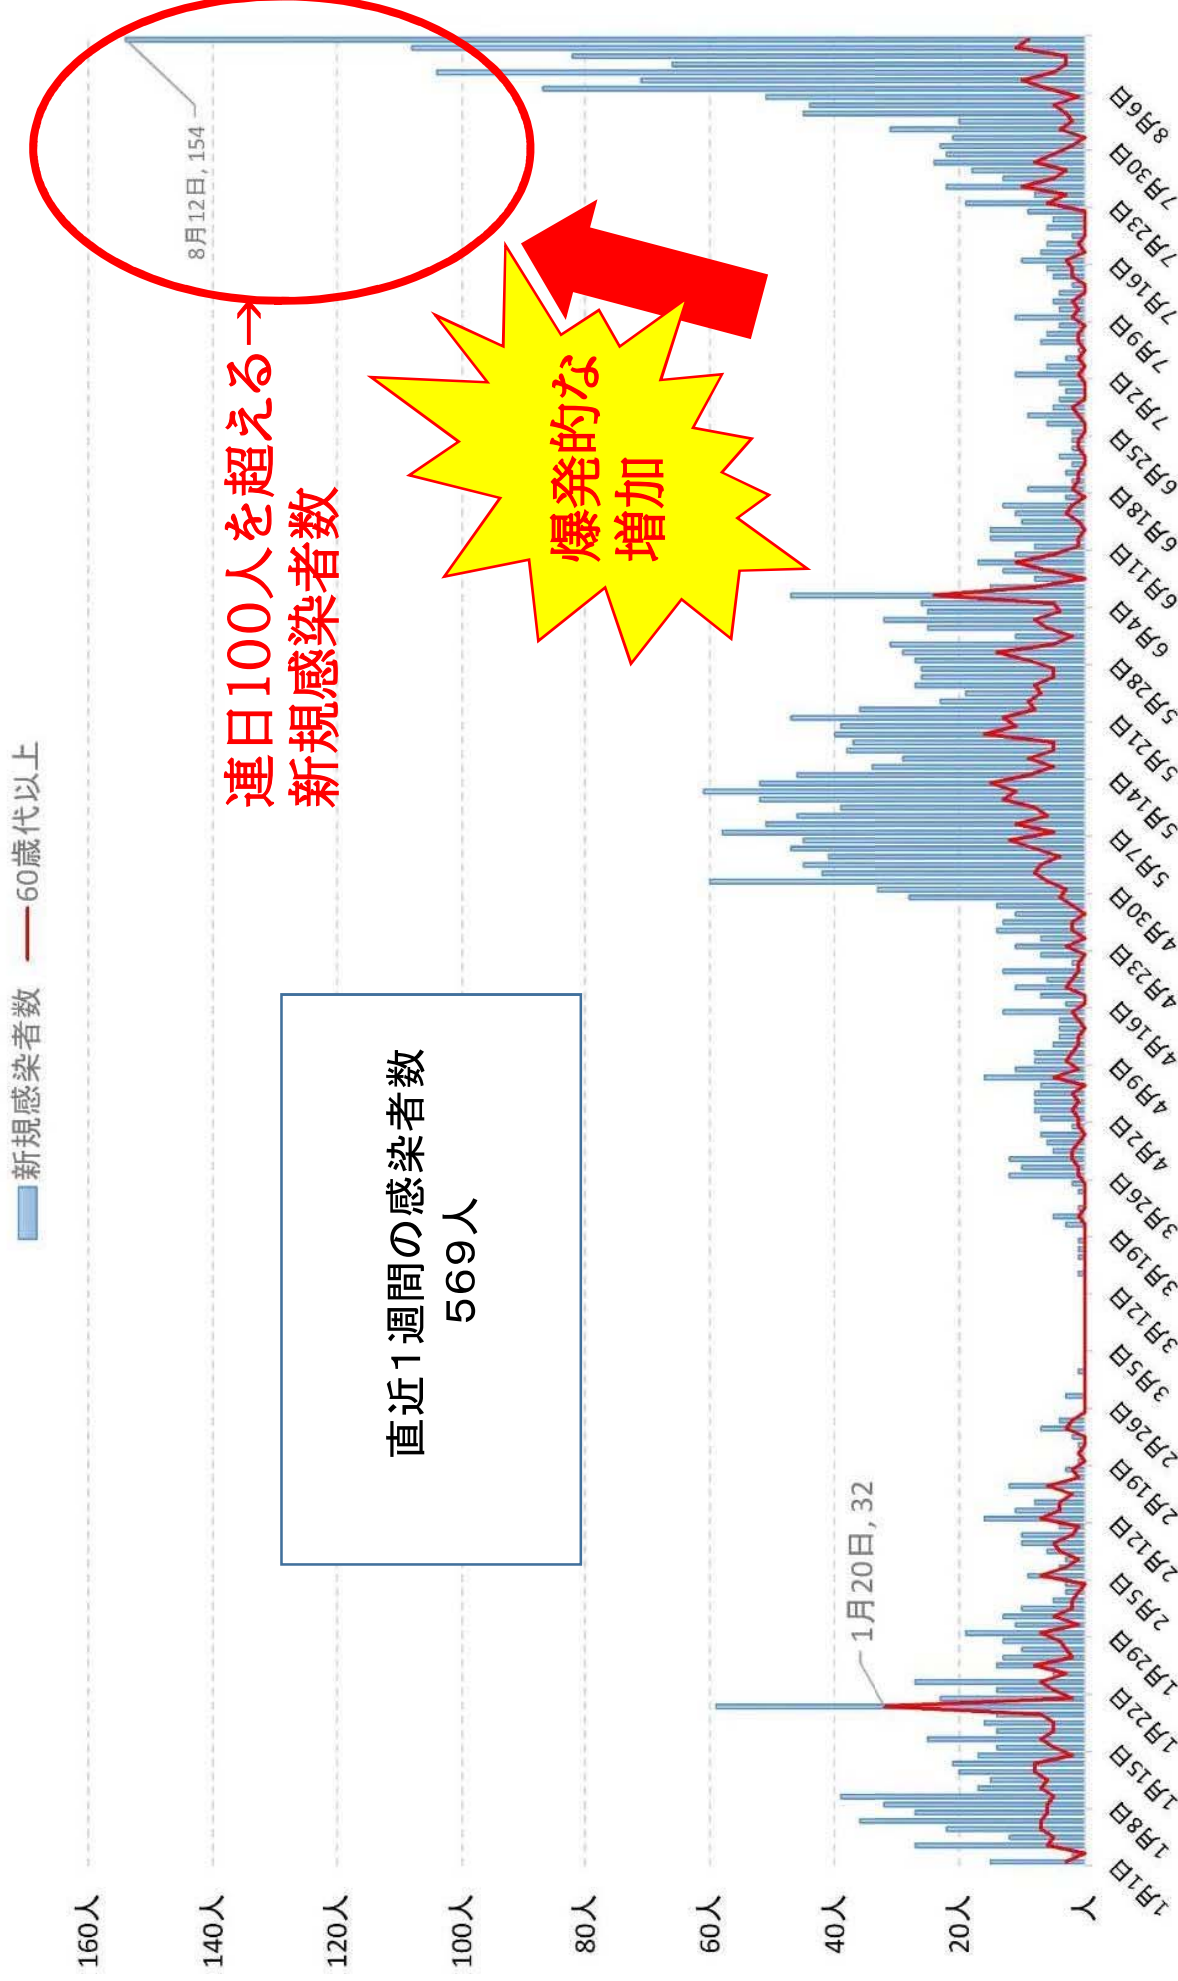 新規感染者数 60歳代以上
160人
140人
120人
100人
80人
60人
40人
20人
人
8月12日, 154
連日100人を超える→
新規感染者数
爆発的な
増加
直近1週間の感染者数
569人
1月20日, 32
1月1日
1月8日
1月15日
1月22日
1月29日
2月5日
2月12日
2月19日
2月26日
3月5日
3月12日
3月19日
3月26日
4月2日
4月9日
4月16日
4月23日
4月30日
5月7日
5月14日
5月21日
5月28日
6月4日
6月11日
6月18日
6月25日
7月2日
7月9日
7月16日
7月23日
7月30日
8月6日